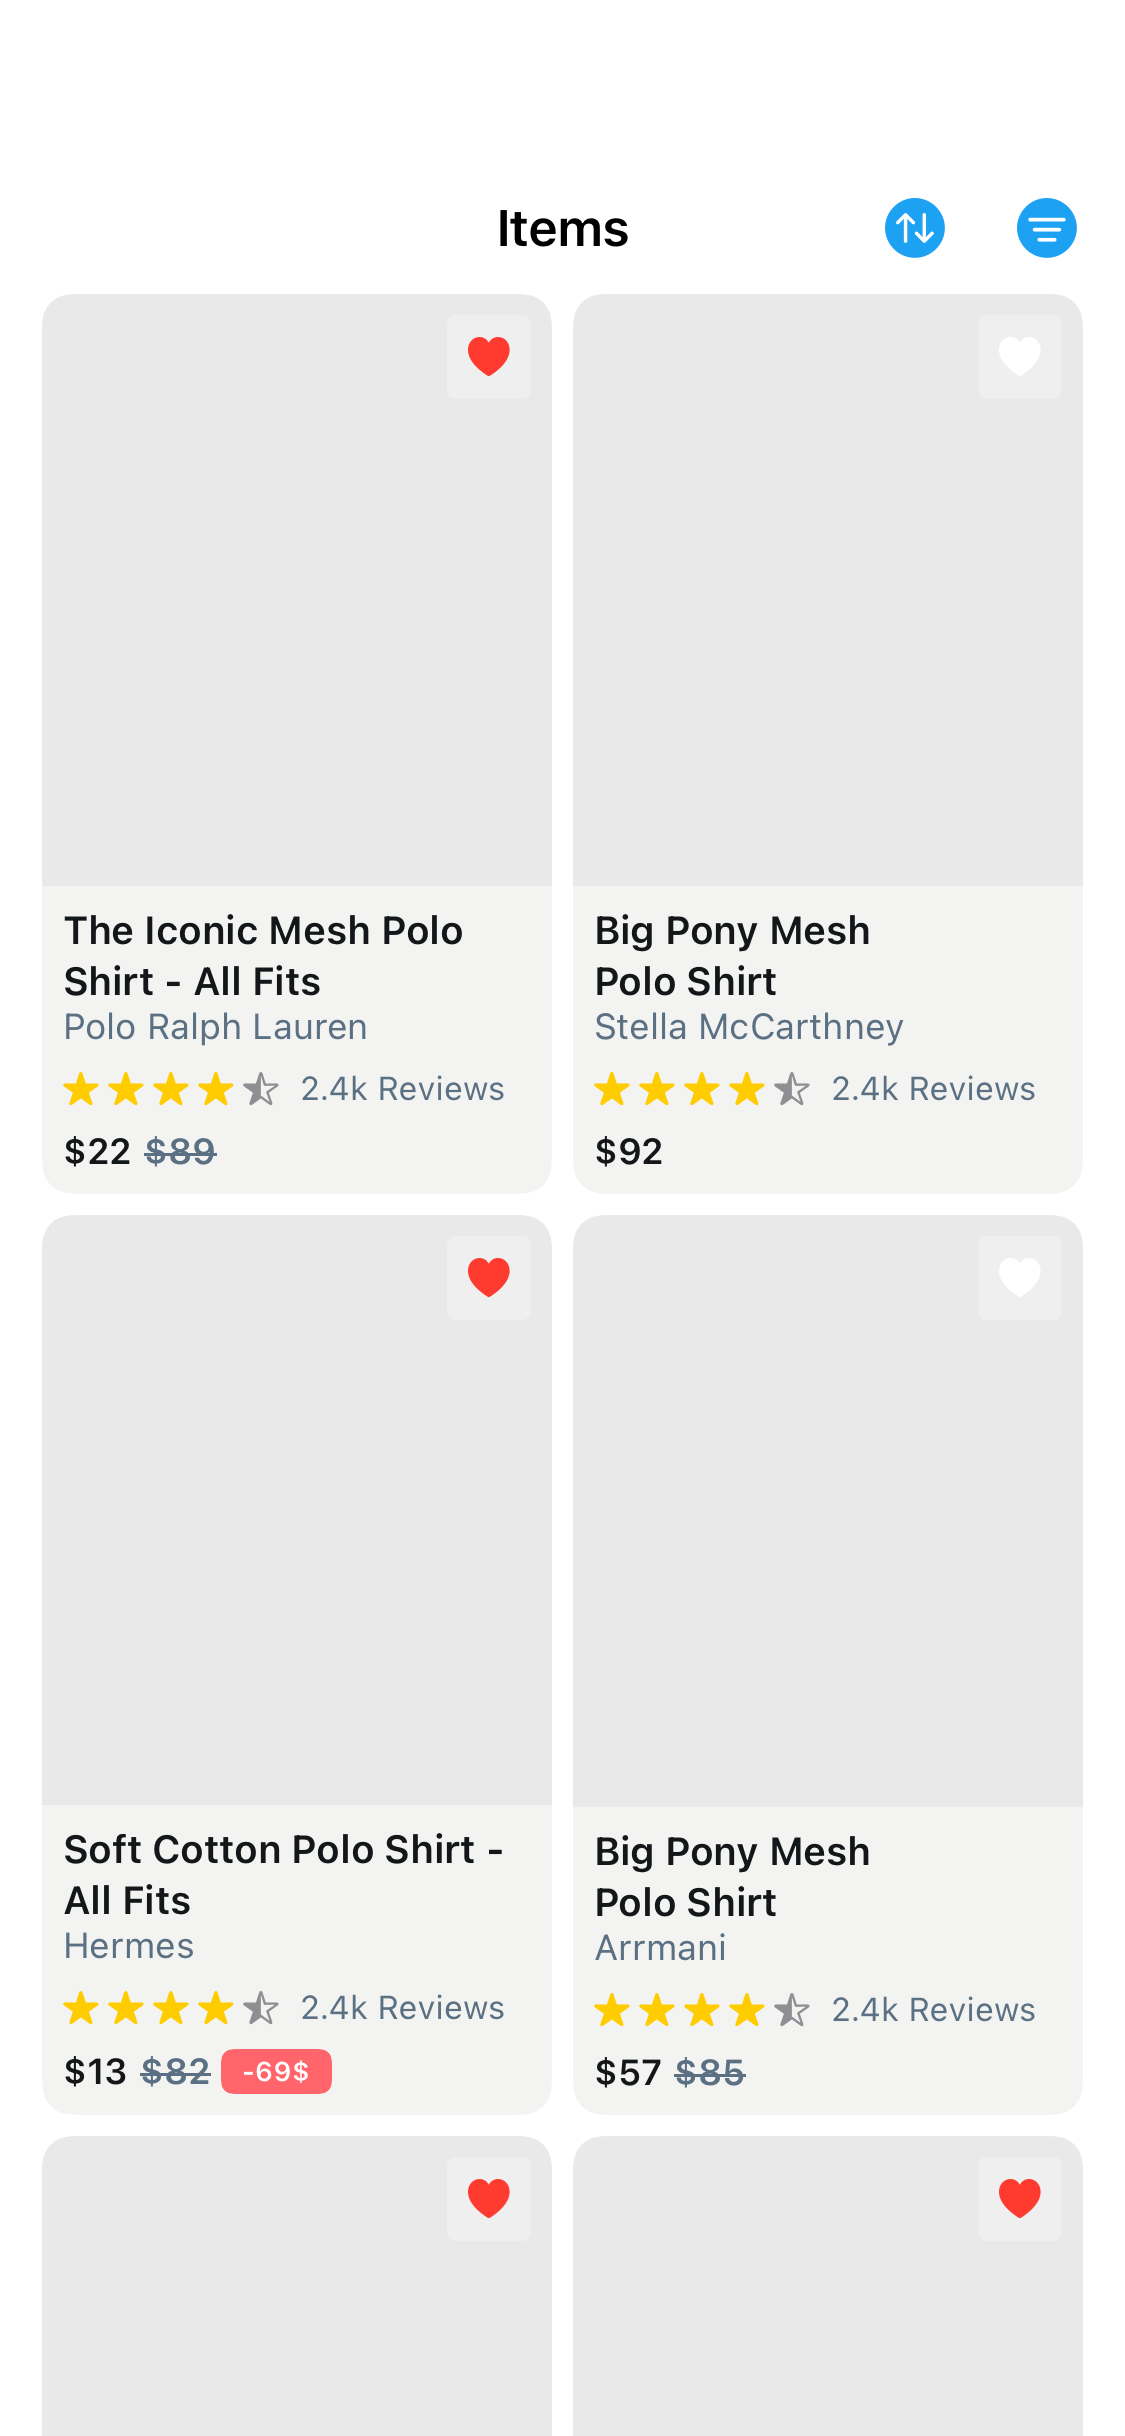 Items
The Iconic Mesh Polo
Shirt - All Fits
Polo Ralph Lauren
2.4k Reviews
$22 $89
Big Pony Mesh
Polo Shirt
Stella McCarthney
2.4k Reviews
$92
Soft Cotton Polo Shirt -
All Fits
Hermes
2.4k Reviews
$13 $82 -69$
Big Pony Mesh
Polo Shirt
Arrmani
2.4k Reviews
$57 $85